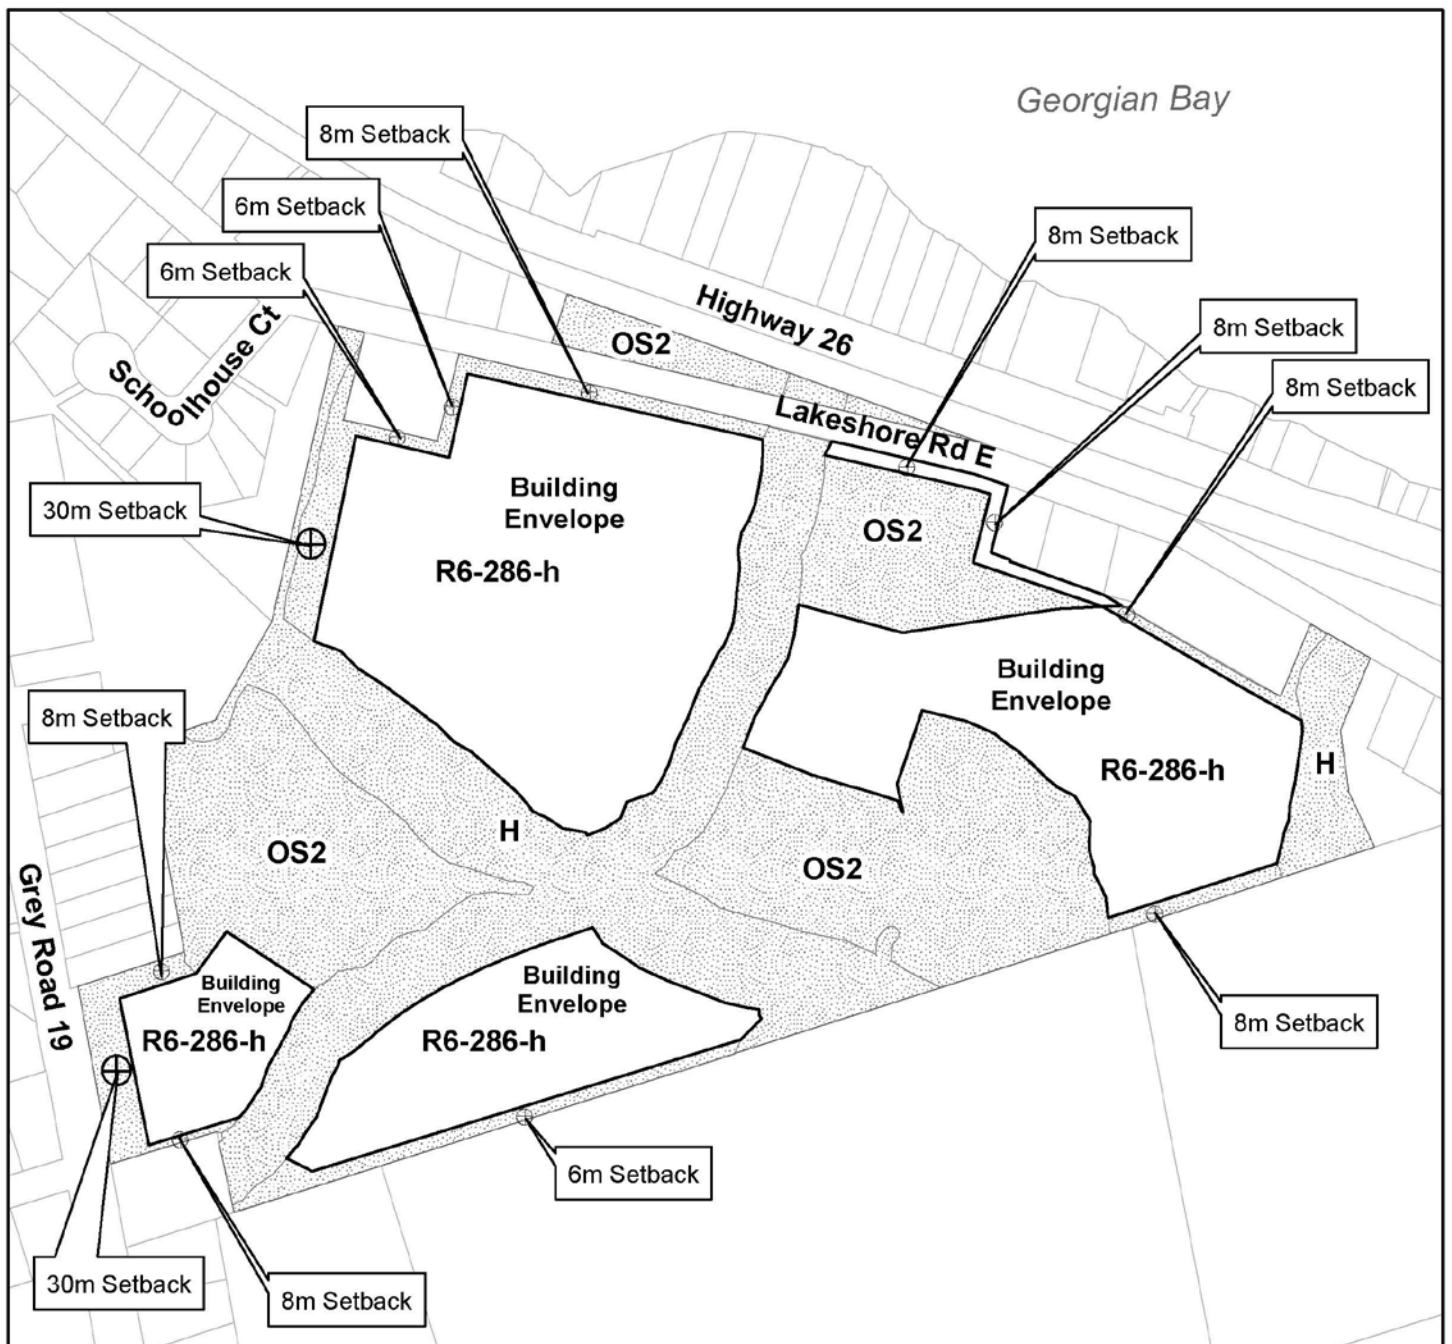 Georgian Bay
8m Setback
6m Setback
8m Setback
6m Setback
Highway 26
8m Setback
OS2
Schoolhouse Ct
8m Setback
Lakeshore Rd E
Building
Envelope
30m Setback
OS2
R6-286-h
Building
Envelope
8m Setback
H
R6-286-h
H
OS2
OS2
Grey Road 19
Building
Envelope
R6-286-h
Building
Envelope
R6-286-h
8m Setback
6m Setback
30m Setback
8m Setback